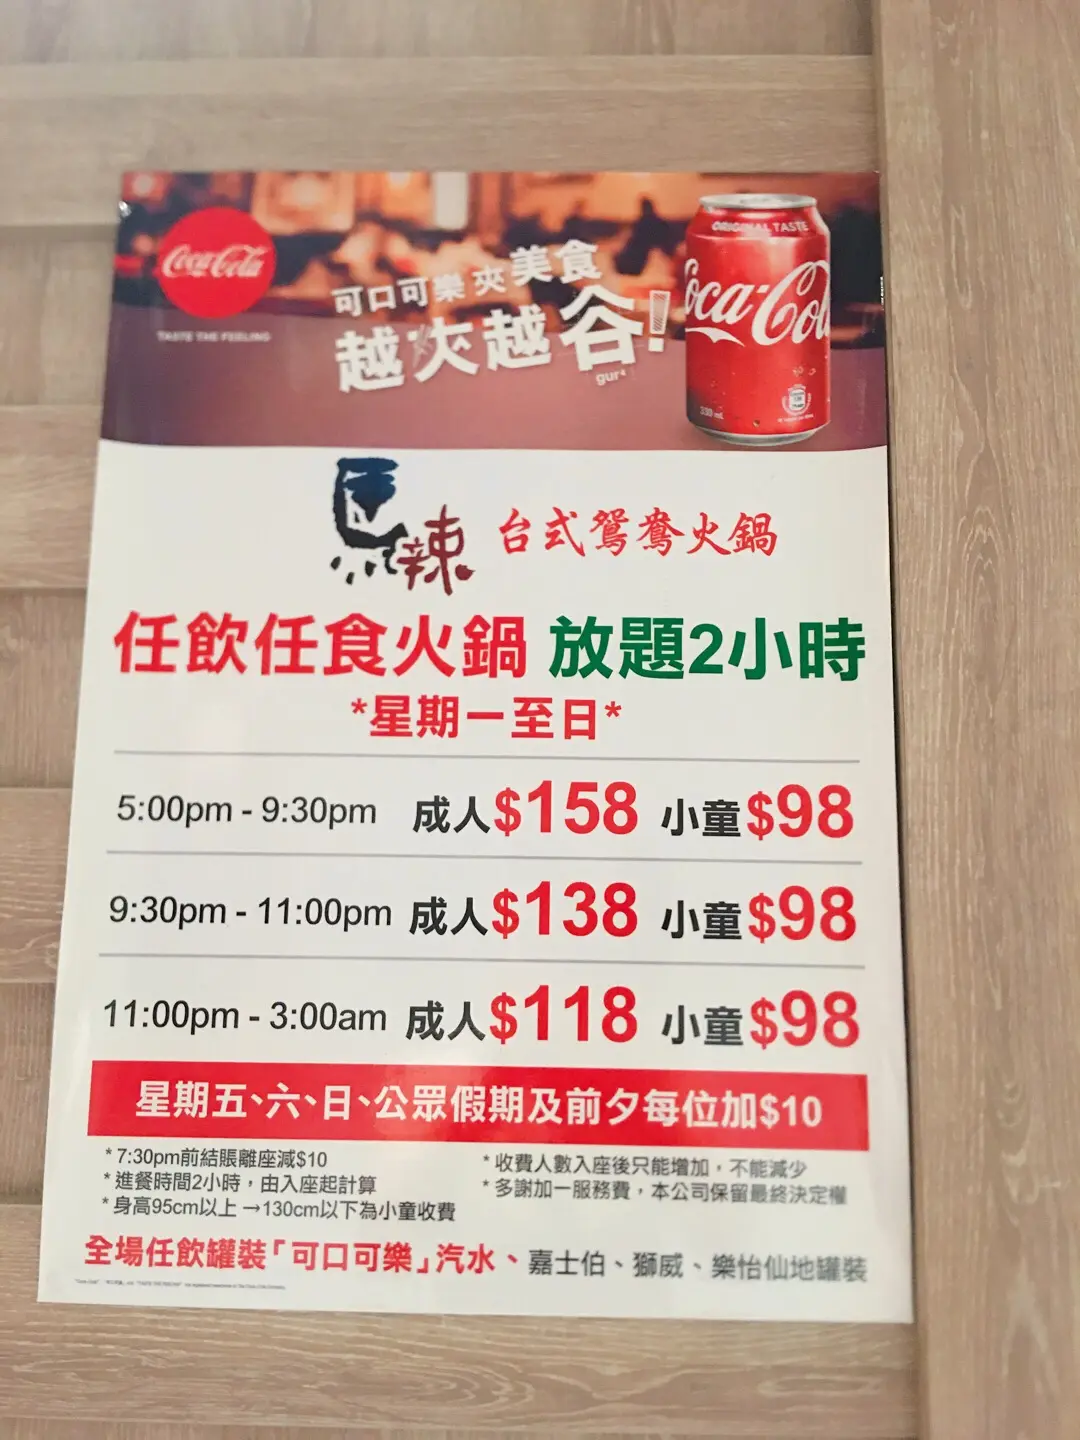 Coca-Cola
TASTE THE FEELING
可口可樂 夾 美食
越夾越谷!
gur⁴
ORIGINAL TASTE
Coca-Cola
330 mL
馬辣 台式鴛鴦火鍋
任飲任食火鍋 放題2小時
*星期一至日*
5:00pm - 9:30pm 成人$158 小童$98
9:30pm - 11:00pm 成人$138 小童$98
11:00pm - 3:00am 成人$118 小童$98
星期五、六、日、公眾假期及前夕每位加$10
*7:30pm前結賬離座減$10
*進餐時間2小時，由入座起計算
*身高95cm以上→130cm以下為小童收費
*收費人數入座後只能增加，不能減少
*多謝加一服務費，本公司保留最終決定權
全場任飲罐裝「可口可樂」汽水、嘉士伯、獅威、樂怡仙地罐裝